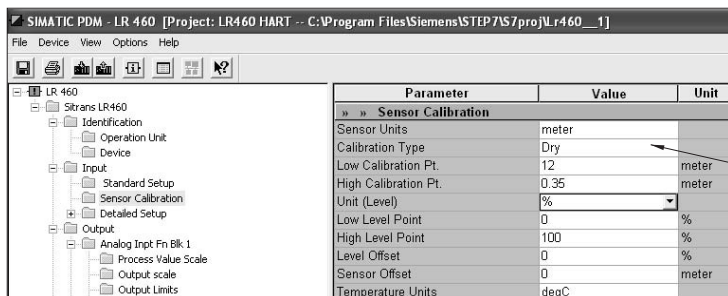 SIMATIC PDM - LR 460 [Project: LR460 HART -- C:\Program Files\Siemens\STEP7\S7proj\Lr460__1]
File Device View Options Help
LR 460
Sitrans LR460
Identification
Operation Unit
Device
Input
Standard Setup
Sensor Calibration
Detailed Setup
Output
Analog Inpt Fn Blk 1
Process Value Scale
Output scale
Output Limits
Parameter Value Unit
» » Sensor Calibration
Sensor Units meter
Calibration Type Dry
Low Calibration Pt. 12 meter
High Calibration Pt. 0.35 meter
Unit (Level) %
Low Level Point 0 %
High Level Point 100 %
Level Offset 0 %
Sensor Offset 0 meter
Temperature Units degC